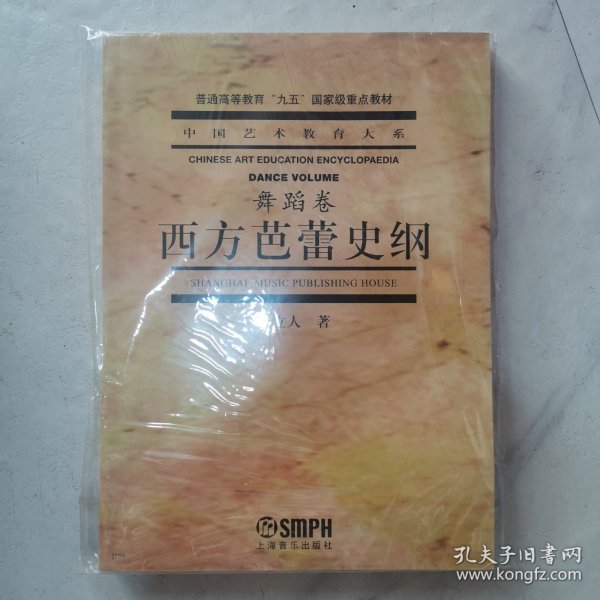 普通高等教育“九五”国家级重点教材
中国艺术教育大系
CHINESE ART EDUCATION ENCYCLOPAEDIA
DANCE VOLUME
舞蹈卷
西方芭蕾史纲
SHANGHAI MUSIC PUBLISHING HOUSE
立人 著
SMPH
上海音乐出版社
孔夫子旧书网
www.kongfz.com